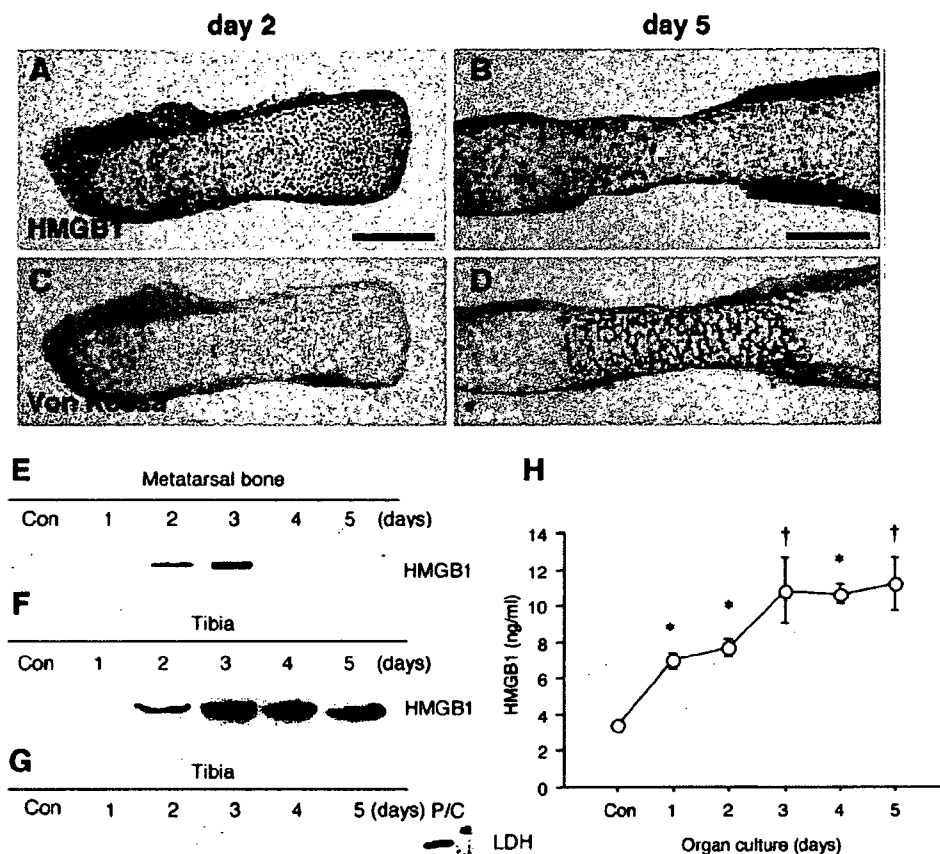 day 2
day 5
A
B
HMGB1
C
D
Von Kossa
*
E
Metatarsal bone
Con 1 2 3 4 5 (days)
HMGB1
F
Tibia
Con 1 2 3 4 5 (days)
HMGB1
G
Tibia
Con 1 2 3 4 5 (days) P/C
LDH
H
HMGB1 (ng/ml)
14
12
10
8
6
4
2
0
* * † * †
Con 1 2 3 4 5
Organ culture (days)